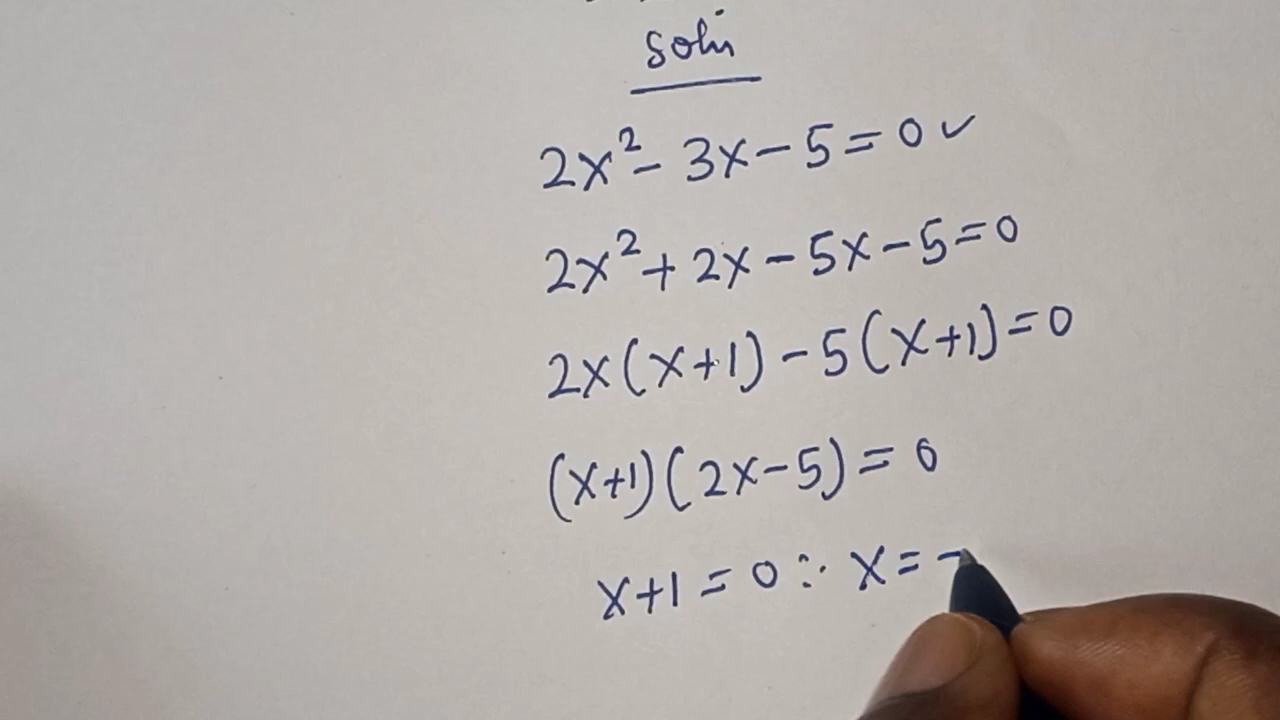 Soln
2x² - 3x - 5 = 0 ✓
2x² + 2x - 5x - 5 = 0
2x(x+1) - 5(x+1) = 0
(x+1)(2x-5) = 0
x+1 = 0 ∴ x = -